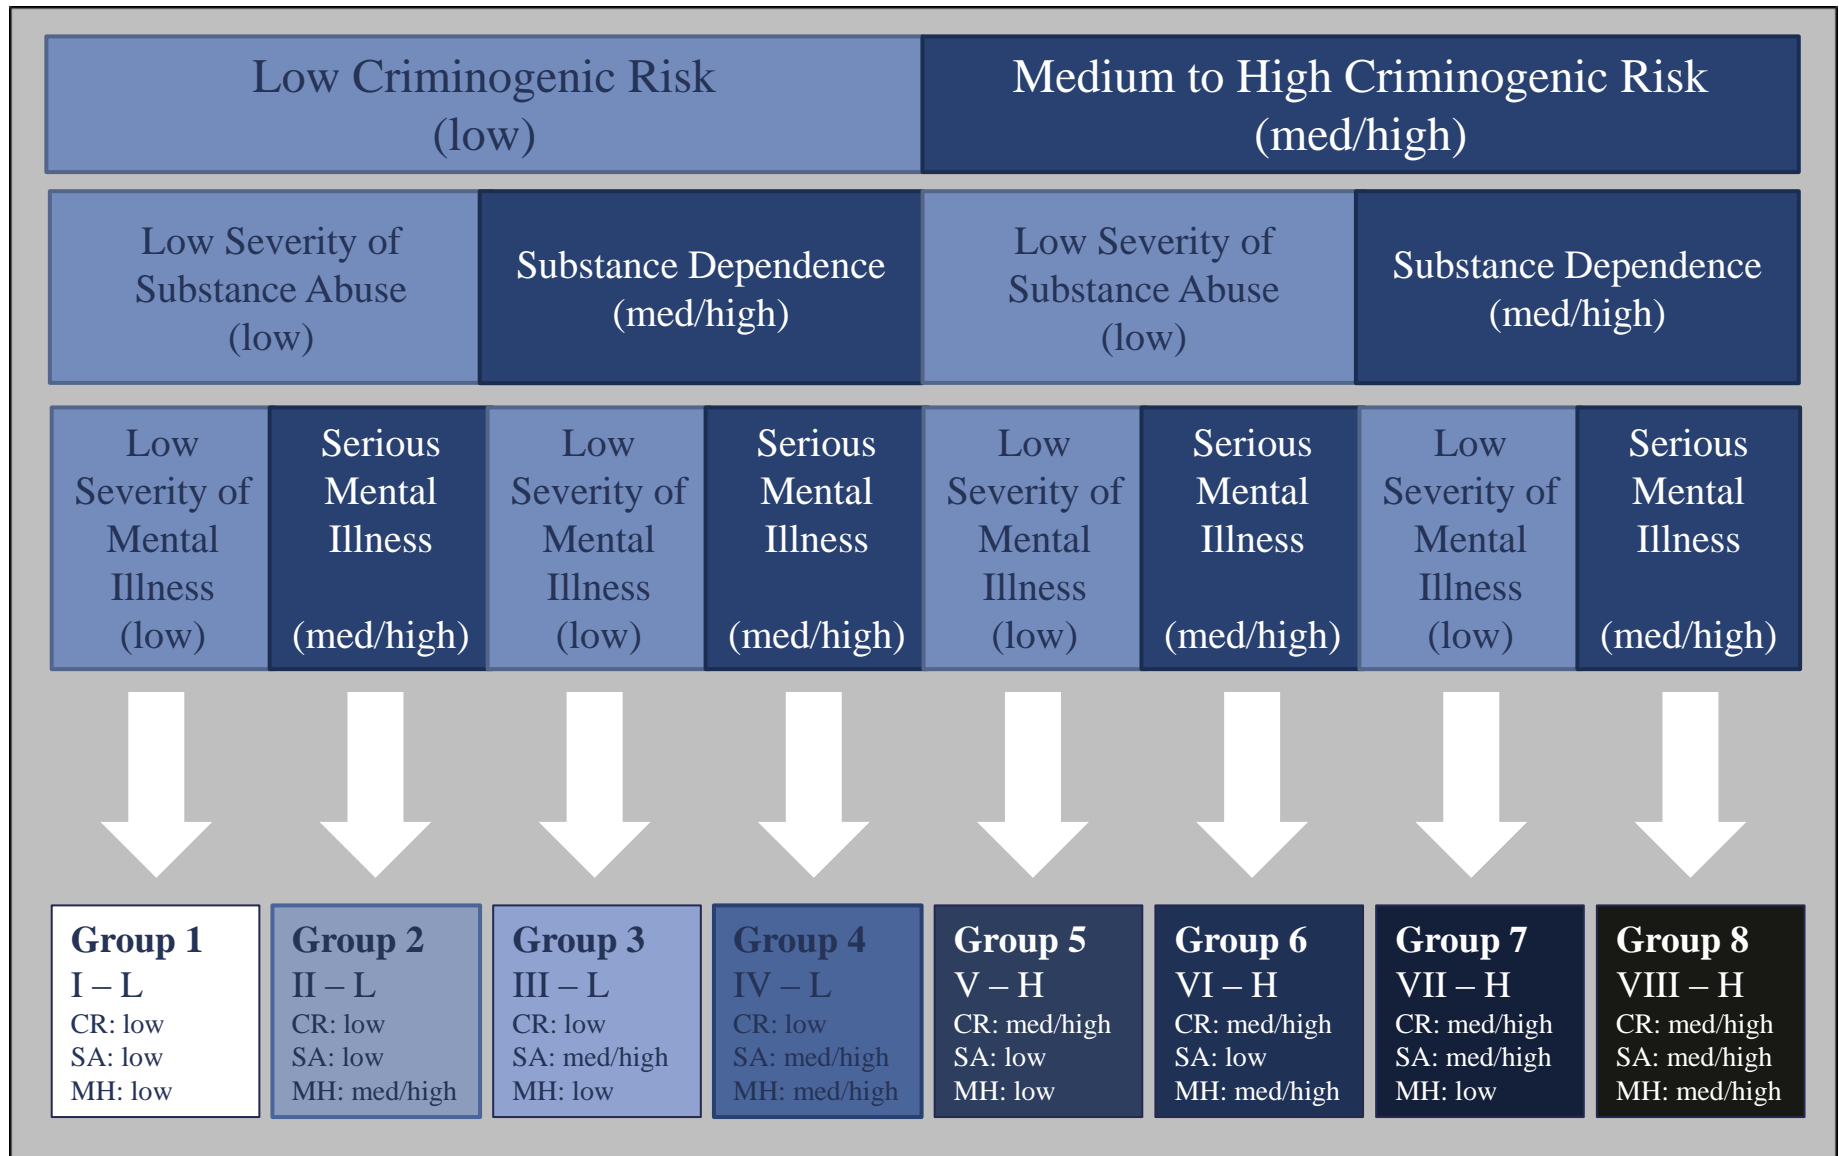 Low Criminogenic Risk
(low)
Medium to High Criminogenic Risk
(med/high)
Low Severity of
Substance Abuse
(low)
Substance Dependence
(med/high)
Low Severity of
Substance Abuse
(low)
Substance Dependence
(med/high)
Low
Severity of
Mental
Illness
(low)
Serious
Mental
Illness
(med/high)
Low
Severity of
Mental
Illness
(low)
Serious
Mental
Illness
(med/high)
Low
Severity of
Mental
Illness
(low)
Serious
Mental
Illness
(med/high)
Low
Severity of
Mental
Illness
(low)
Serious
Mental
Illness
(med/high)
Group 1
I – L
CR: low
SA: low
MH: low
Group 2
II – L
CR: low
SA: low
MH: med/high
Group 3
III – L
CR: low
SA: med/high
MH: low
Group 4
IV – L
CR: low
SA: med/high
MH: med/high
Group 5
V – H
CR: med/high
SA: low
MH: low
Group 6
VI – H
CR: med/high
SA: low
MH: med/high
Group 7
VII – H
CR: med/high
SA: med/high
MH: low
Group 8
VIII – H
CR: med/high
SA: med/high
MH: med/high